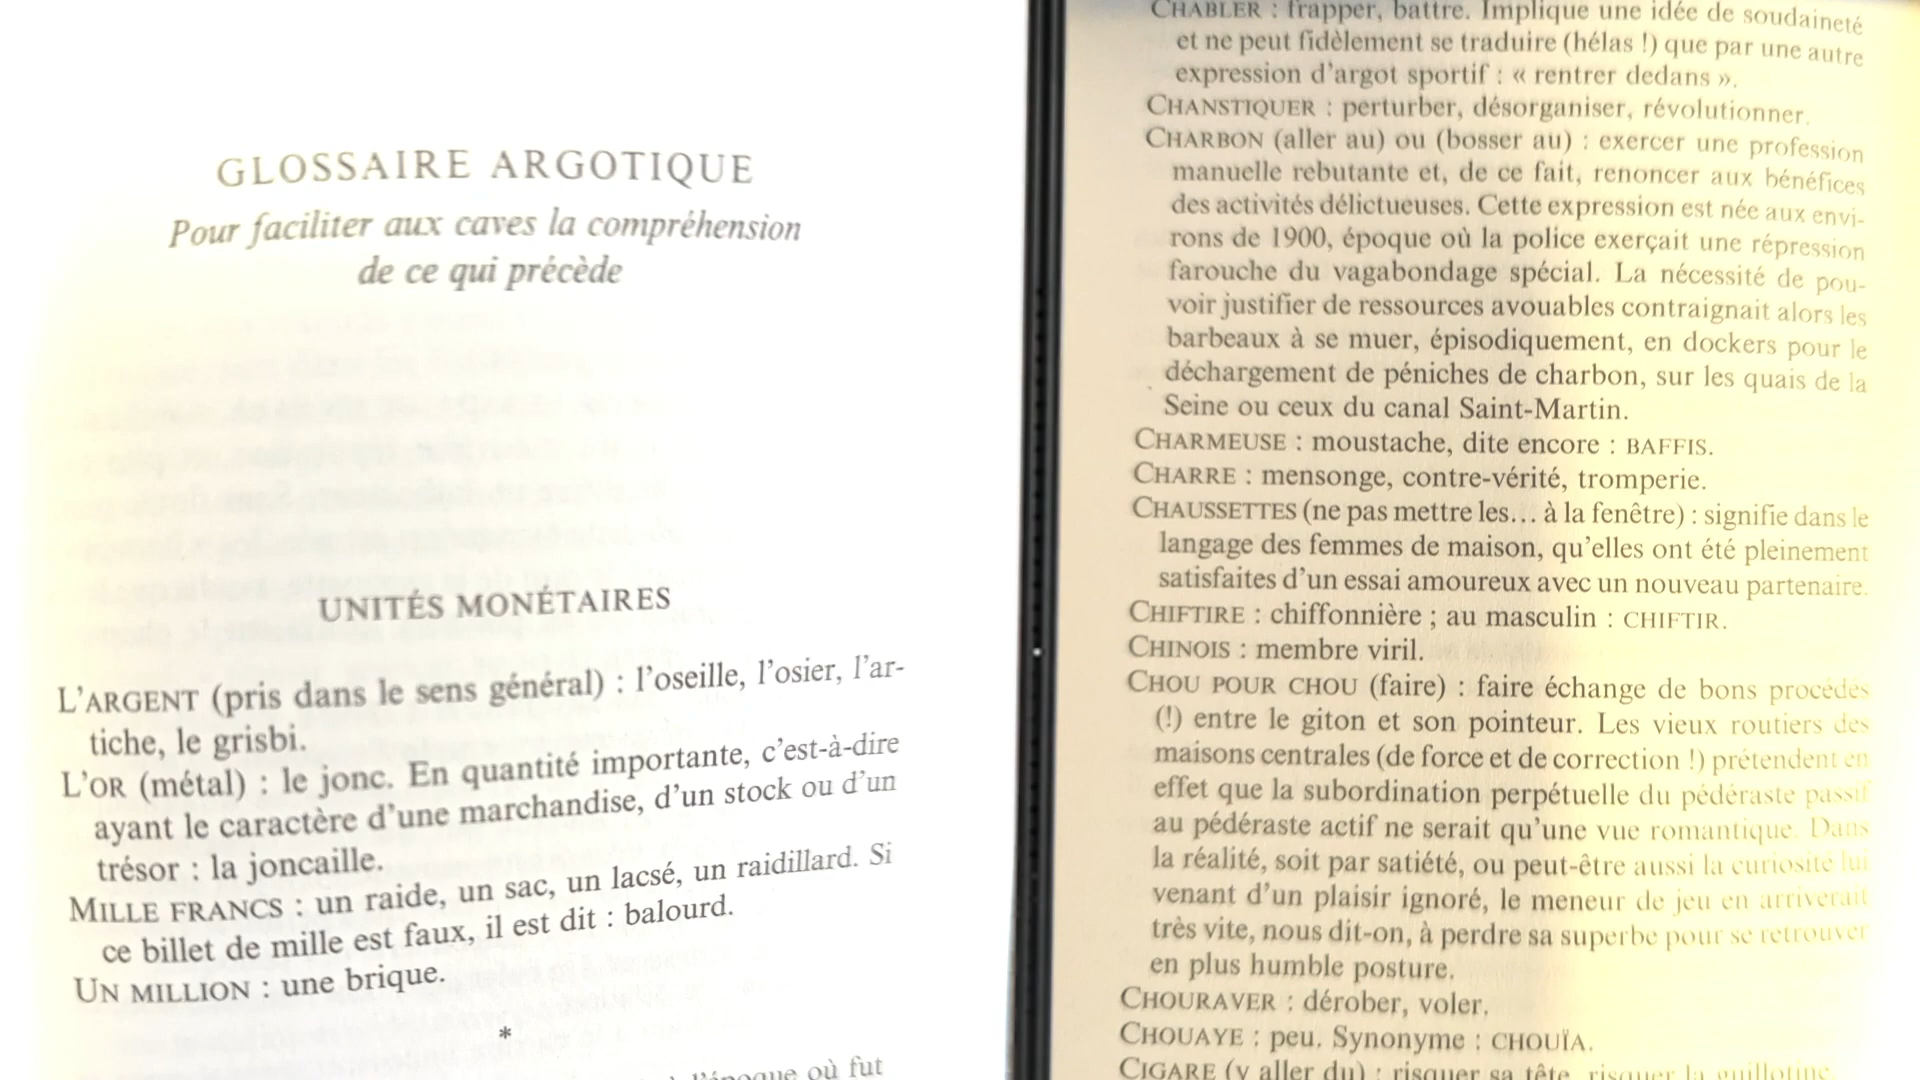 GLOSSAIRE ARGOTIQUE
Pour faciliter aux caves la compréhension
de ce qui précède
UNITÉS MONÉTAIRES
L'ARGENT (pris dans le sens général) : l'oseille, l'osier, l'ar-
tiche, le grisbi.
L'OR (métal) : le jonc. En quantité importante, c'est-à-dire
ayant le caractère d'une marchandise, d'un stock ou d'un
trésor : la joncaille.
MILLE FRANCS : un raide, un sac, un lacsé, un raidillard. Si
ce billet de mille est faux, il est dit : balourd.
UN MILLION : une brique.
*
l'époque où fut
CHABLER : frapper, battre. Implique une idée de soudaineté
et ne peut fidèlement se traduire (hélas !) que par une autre
expression d'argot sportif : « rentrer dedans ».
CHANSTIQUER : perturber, désorganiser, révolutionner.
CHARBON (aller au) ou (bosser au) : exercer une profession
manuelle rebutante et, de ce fait, renoncer aux bénéfices
des activités délictueuses. Cette expression est née aux envi-
rons de 1900, époque où la police exerçait une répression
farouche du vagabondage spécial. La nécessité de pou-
voir justifier de ressources avouables contraignait alors les
barbeaux à se muer, épisodiquement, en dockers pour le
déchargement de péniches de charbon, sur les quais de la
Seine ou ceux du canal Saint-Martin.
CHARMEUSE : moustache, dite encore : BAFFIS.
CHARRE : mensonge, contre-vérité, tromperie.
CHAUSSETTES (ne pas mettre les... à la fenêtre) : signifie dans le
langage des femmes de maison, qu'elles ont été pleinement
satisfaites d'un essai amoureux avec un nouveau partenaire.
CHIFTIRE : chiffonnière ; au masculin : CHIFTIR.
CHINOIS : membre viril.
CHOU POUR CHOU (faire) : faire échange de bons procédés
(!) entre le giton et son pointeur. Les vieux routiers des
maisons centrales (de force et de correction !) prétendent en
effet que la subordination perpétuelle du pédéraste passif
au pédéraste actif ne serait qu'une vue romantique. Dans
la réalité, soit par satiété, ou peut-être aussi la curiosité lui
venant d'un plaisir ignoré, le meneur de jeu en arriverait
très vite, nous dit-on, à perdre sa superbe pour se retrouver
en plus humble posture.
CHOURAVER : dérober, voler.
CHOUAYE : peu. Synonyme : CHOUÏA.
CIGARE (y aller du) : risquer sa tête, risquer la guillotine.